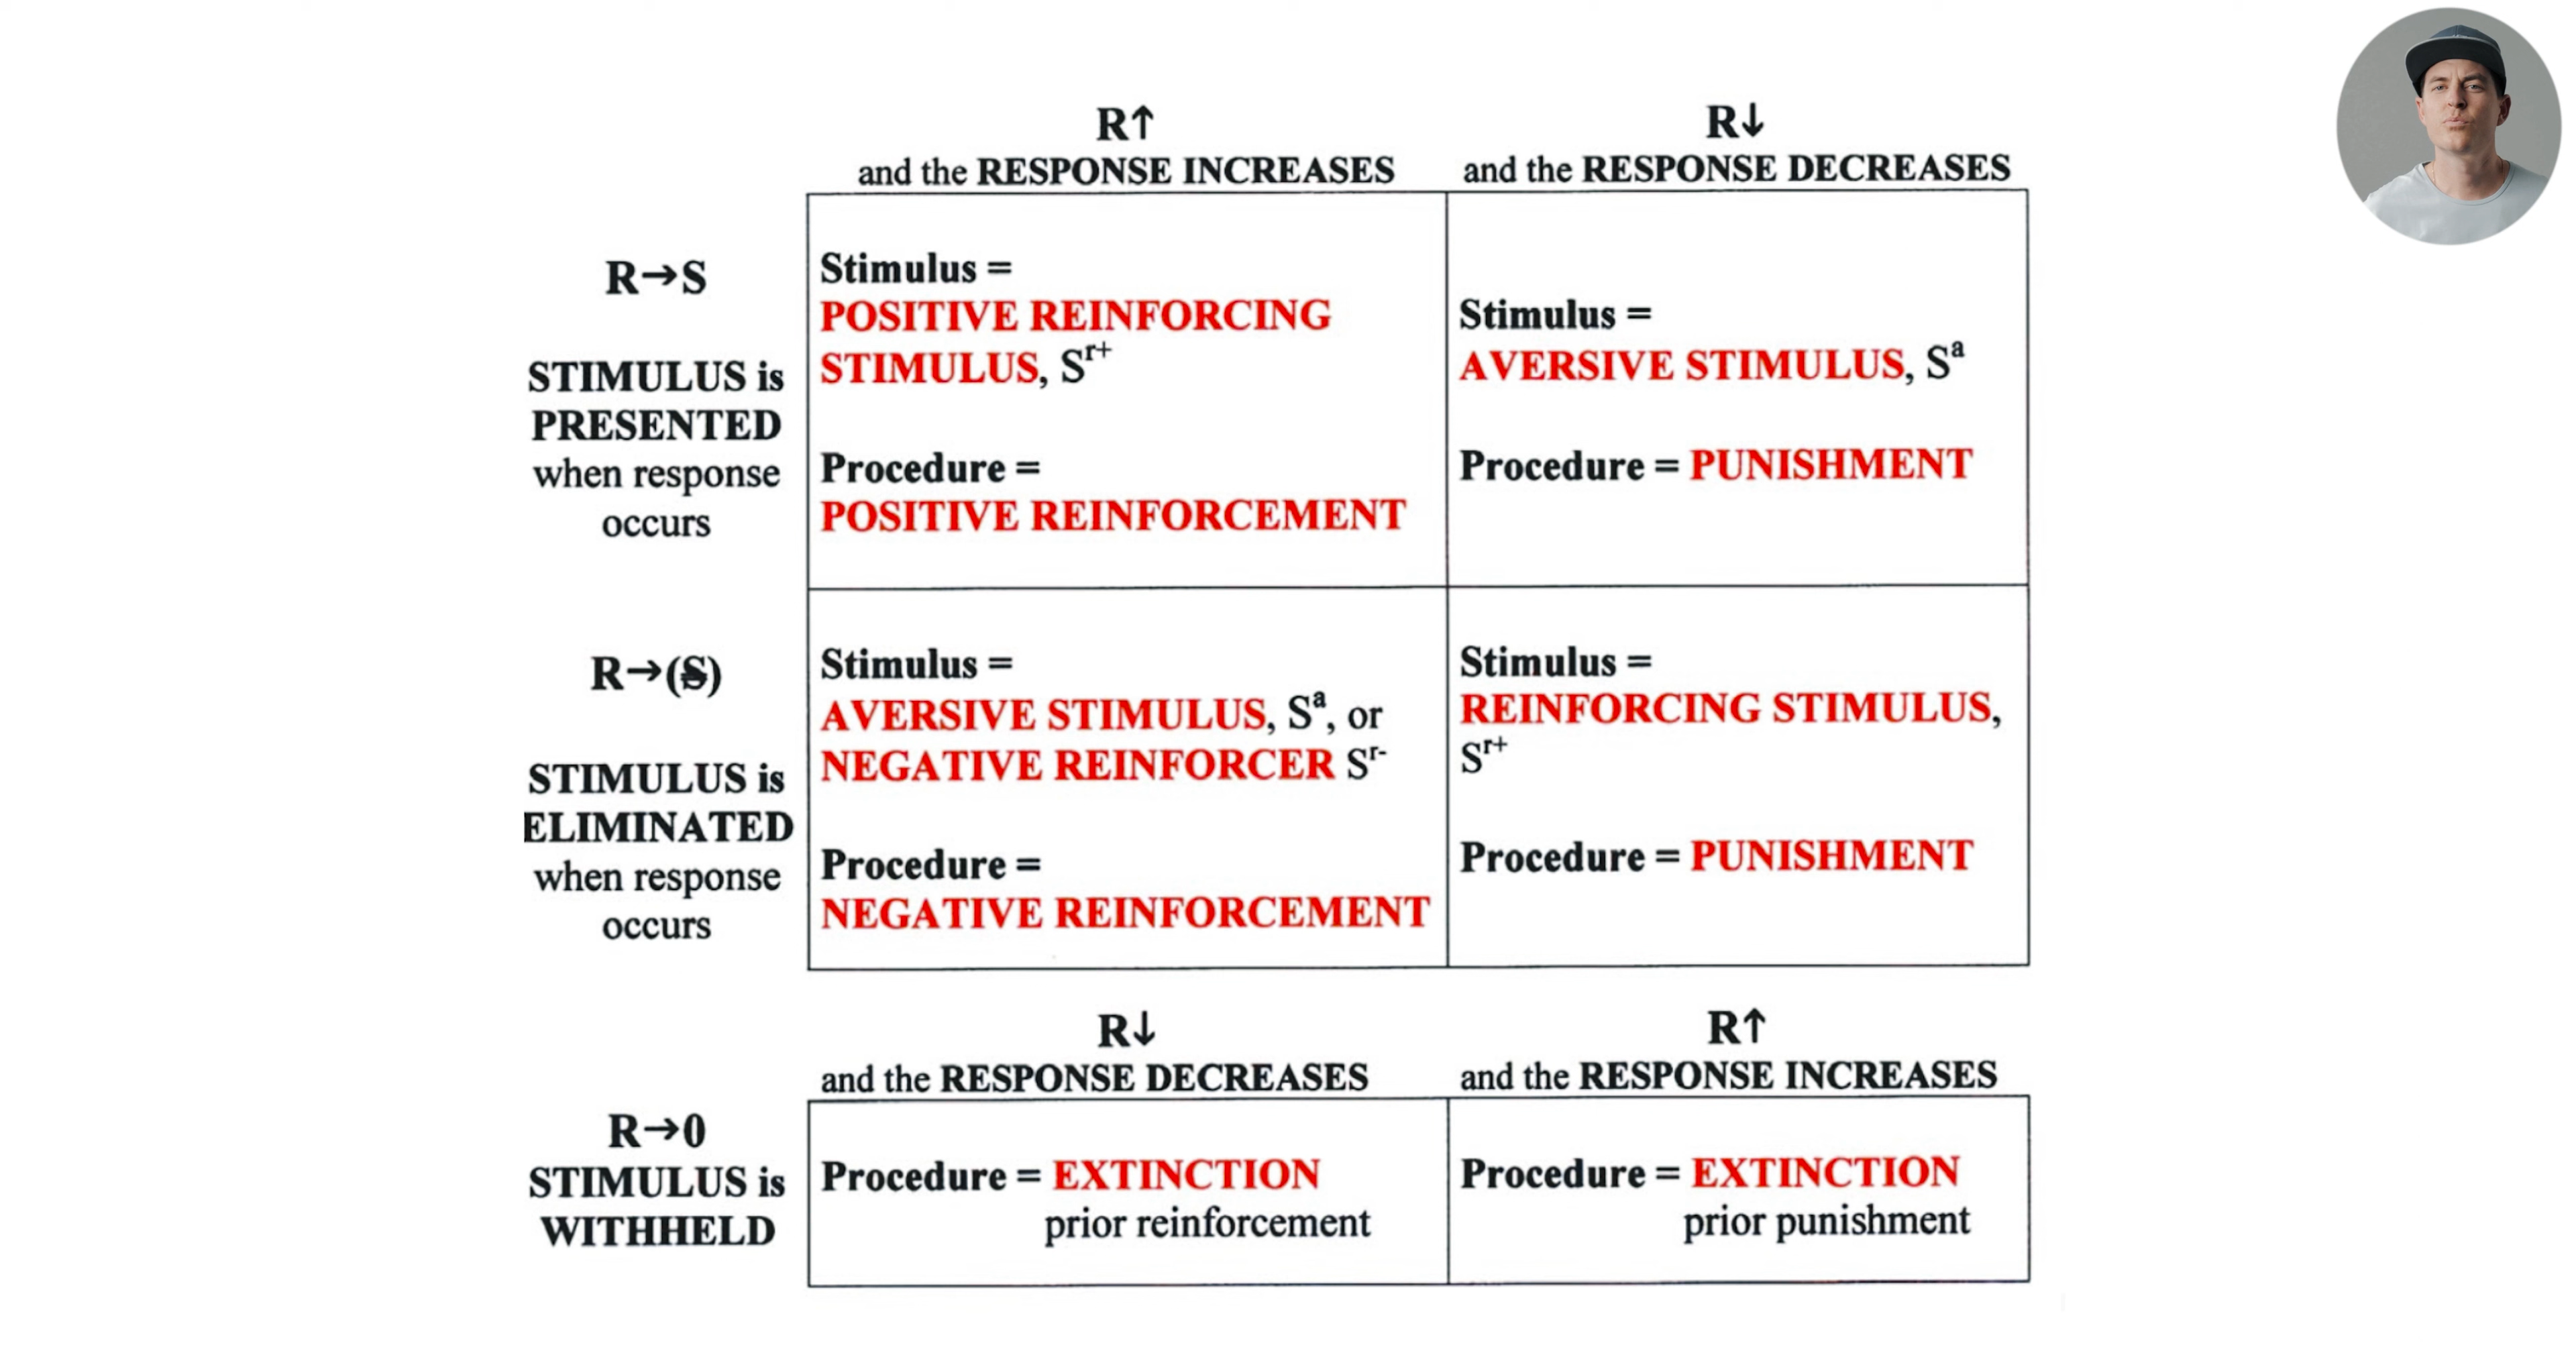 R↑
and the RESPONSE INCREASES
R↓
and the RESPONSE DECREASES
R→S
STIMULUS is
PRESENTED
when response
occurs
Stimulus =
POSITIVE REINFORCING
STIMULUS, Sʳ⁺
Procedure =
POSITIVE REINFORCEMENT
Stimulus =
AVERSIVE STIMULUS, Sᵃ
Procedure = PUNISHMENT
R→(S̶)
STIMULUS is
ELIMINATED
when response
occurs
Stimulus =
AVERSIVE STIMULUS, Sᵃ, or
NEGATIVE REINFORCER Sʳ⁻
Procedure =
NEGATIVE REINFORCEMENT
Stimulus =
REINFORCING STIMULUS,
Sʳ⁺
Procedure = PUNISHMENT
R↓
and the RESPONSE DECREASES
R↑
and the RESPONSE INCREASES
R→0
STIMULUS is
WITHHELD
Procedure = EXTINCTION
prior reinforcement
Procedure = EXTINCTION
prior punishment